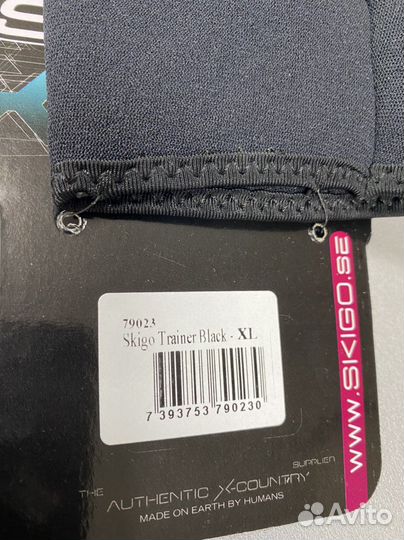 79023
Skigo Trainer Black - XL
7 393753 790230
WWW.SKIGO.SE
SUPPLIER
THE AUTHENTIC X-COUNTRY
MADE ON EARTH BY HUMANS
Avito